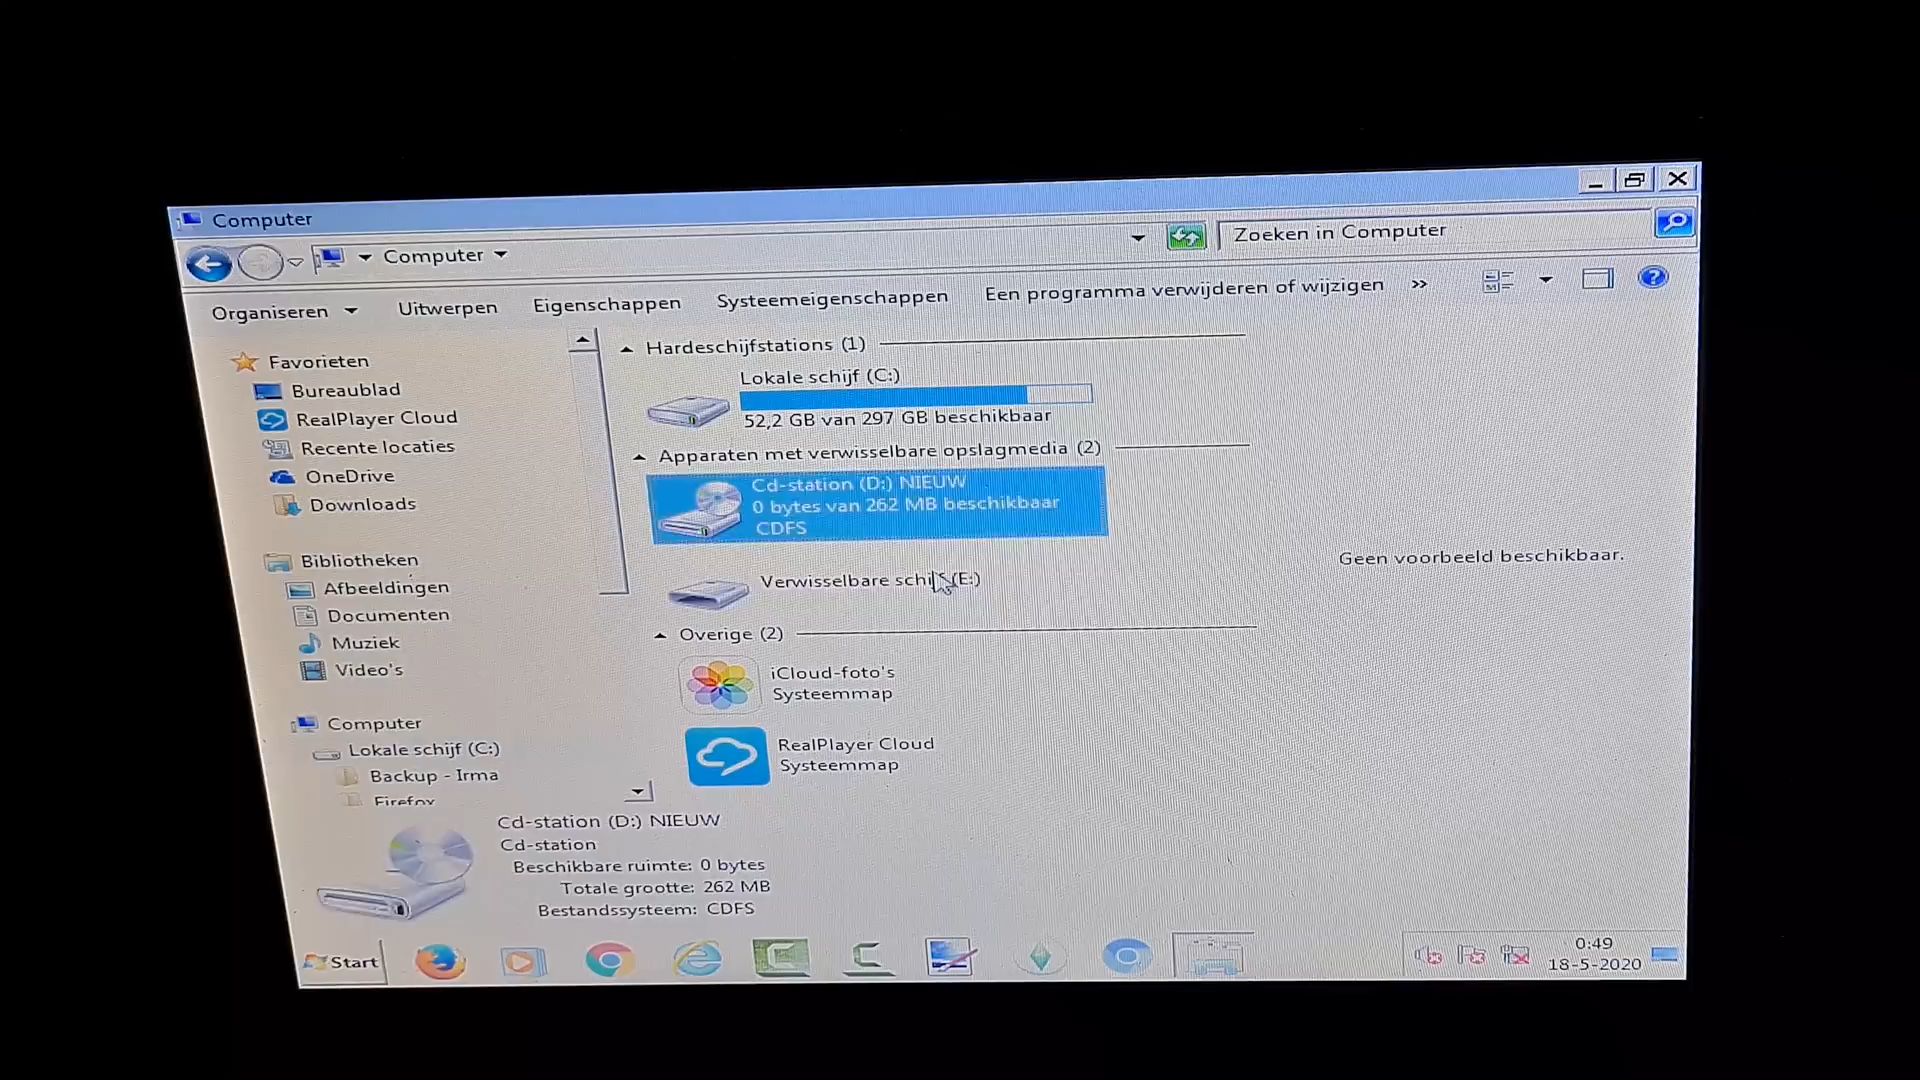 Computer
Computer
Zoeken in Computer
Organiseren
Uitwerpen
Eigenschappen
Systeemeigenschappen
Een programma verwijderen of wijzigen
»
Favorieten
Bureaublad
RealPlayer Cloud
Recente locaties
OneDrive
Downloads
Bibliotheken
Afbeeldingen
Documenten
Muziek
Video's
Computer
Lokale schijf (C:)
Backup - Irma
Firefox
Hardeschijfstations (1)
Lokale schijf (C:)
52,2 GB van 297 GB beschikbaar
Apparaten met verwisselbare opslagmedia (2)
Cd-station (D:) NIEUW
0 bytes van 262 MB beschikbaar
CDFS
Verwisselbare schijf (E:)
Overige (2)
iCloud-foto's
Systeemmap
RealPlayer Cloud
Systeemmap
Geen voorbeeld beschikbaar.
Cd-station (D:) NIEUW
Cd-station
Beschikbare ruimte: 0 bytes
Totale grootte: 262 MB
Bestandssysteem: CDFS
Start
0:49
18-5-2020